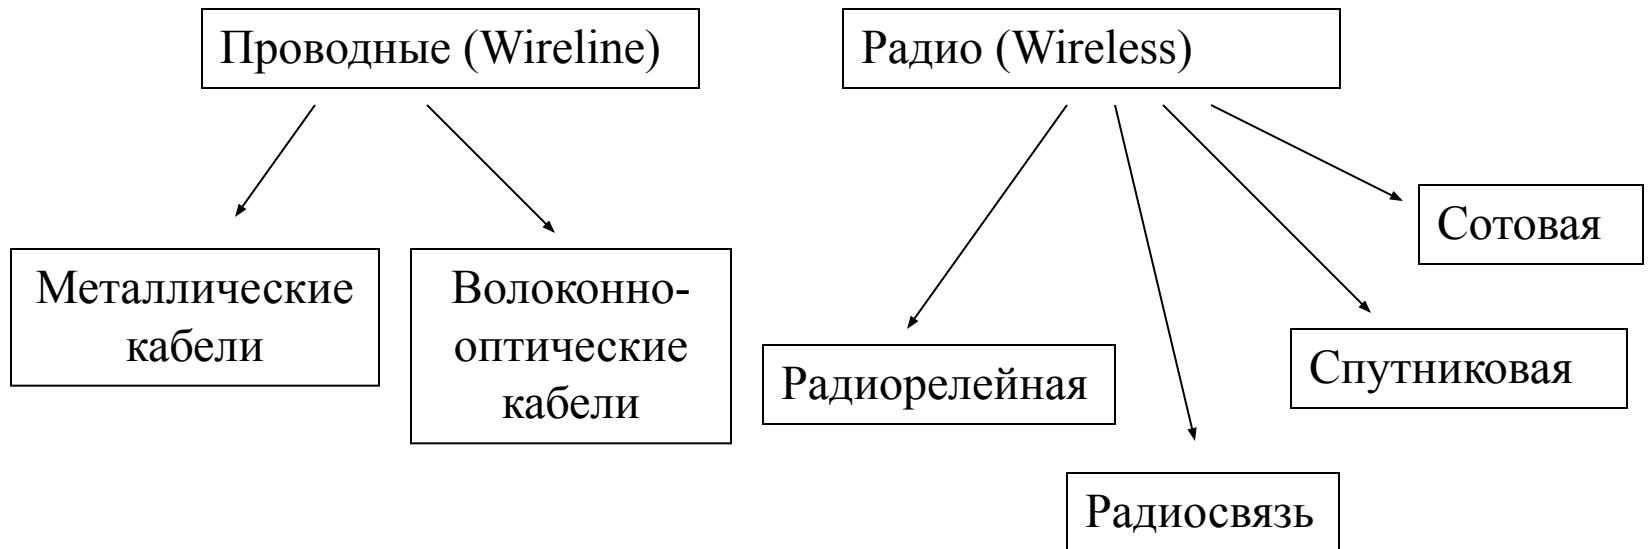 Проводные (Wireline)
Радио (Wireless)
Металлические
кабели
Волоконно-
оптические
кабели
Радиорелейная
Радиосвязь
Спутниковая
Сотовая